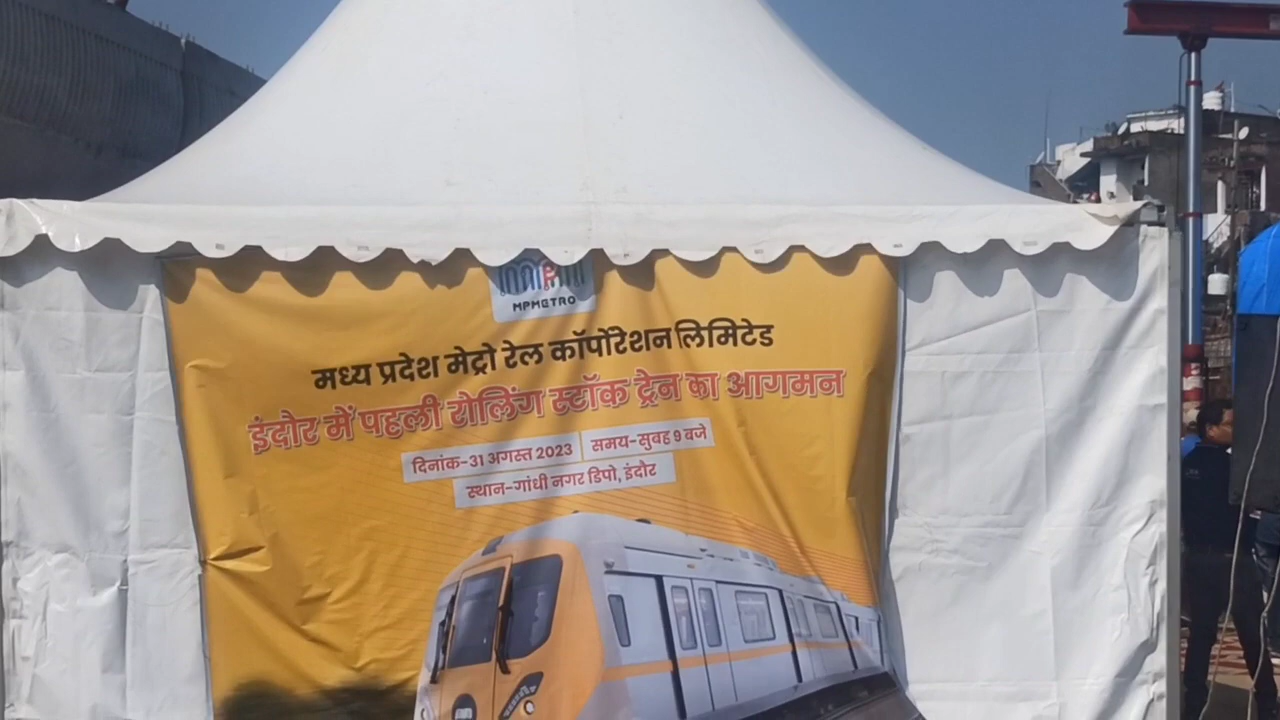 MPMETRO
मध्य प्रदेश मेट्रो रेल कॉर्पोरेशन लिमिटेड
इंदौर में पहली रोलिंग स्टॉक ट्रेन का आगमन
दिनांक-31 अगस्त 2023 समय-सुबह 9 बजे
स्थान-गांधी नगर डिपो, इंदौर